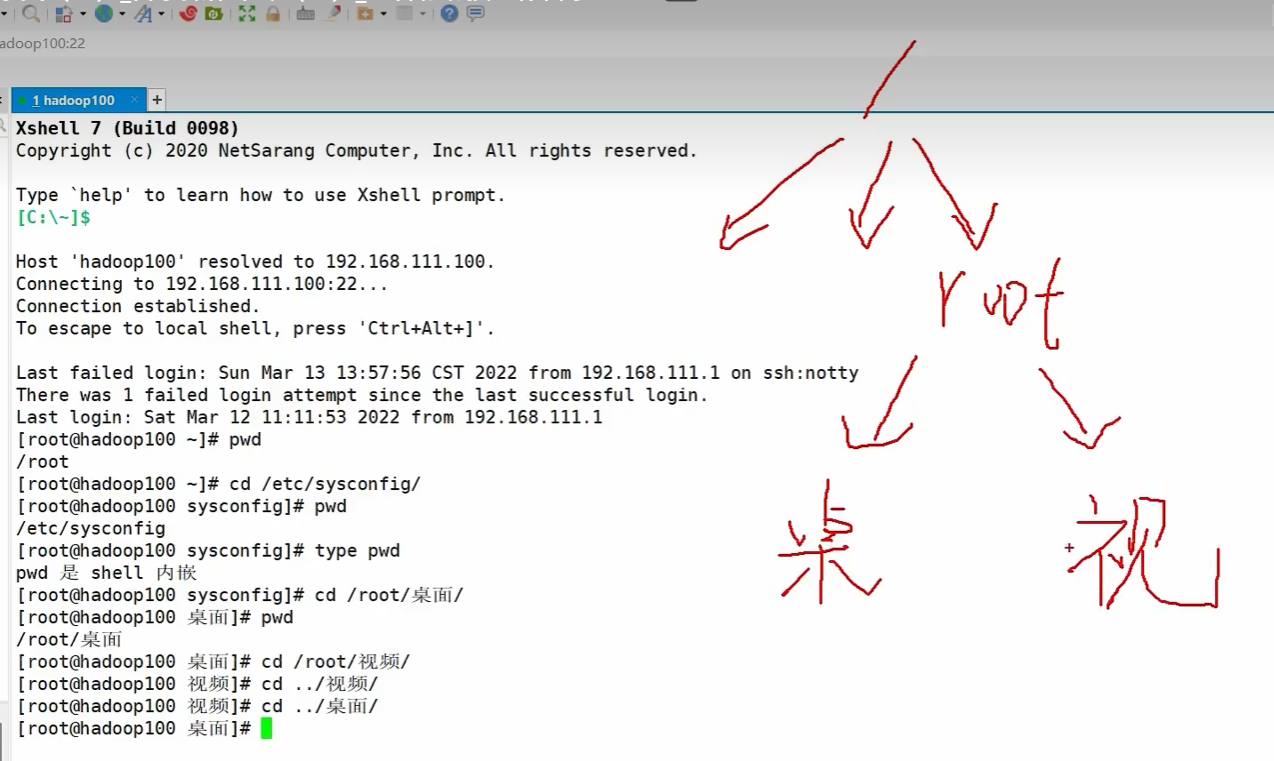 adoop100:22
1 hadoop100
Xshell 7 (Build 0098)
Copyright (c) 2020 NetSarang Computer, Inc. All rights reserved.
Type `help' to learn how to use Xshell prompt.
[C:\~]$
Host 'hadoop100' resolved to 192.168.111.100.
Connecting to 192.168.111.100:22...
Connection established.
To escape to local shell, press 'Ctrl+Alt+]'.
Last failed login: Sun Mar 13 13:57:56 CST 2022 from 192.168.111.1 on ssh:notty
There was 1 failed login attempt since the last successful login.
Last login: Sat Mar 12 11:11:53 2022 from 192.168.111.1
[root@hadoop100 ~]# pwd
/root
[root@hadoop100 ~]# cd /etc/sysconfig/
[root@hadoop100 sysconfig]# pwd
/etc/sysconfig
[root@hadoop100 sysconfig]# type pwd
pwd 是 shell 内嵌
[root@hadoop100 sysconfig]# cd /root/桌面/
[root@hadoop100 桌面]# pwd
/root/桌面
[root@hadoop100 桌面]# cd /root/视频/
[root@hadoop100 视频]# cd ../视频/
[root@hadoop100 视频]# cd ../桌面/
[root@hadoop100 桌面]#
/
root
桌 视